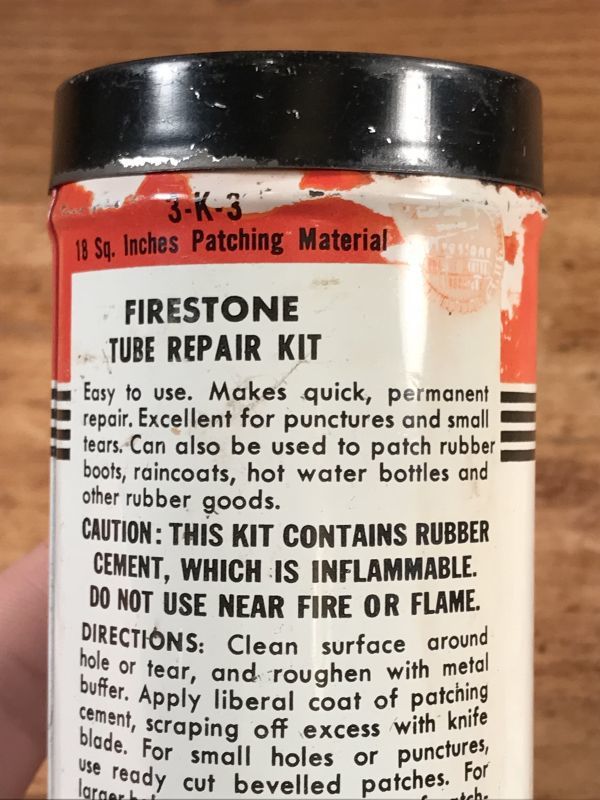 3-K-3
18 Sq. Inches Patching Material
FIRESTONE
TUBE REPAIR KIT
Easy to use. Makes quick, permanent
repair. Excellent for punctures and small
tears. Can also be used to patch rubber
boots, raincoats, hot water bottles and
other rubber goods.
CAUTION: THIS KIT CONTAINS RUBBER
CEMENT, WHICH IS INFLAMMABLE.
DO NOT USE NEAR FIRE OR FLAME.
DIRECTIONS: Clean surface around
hole or tear, and roughen with metal
buffer. Apply liberal coat of patching
cement, scraping off excess with knife
blade. For small holes or punctures,
use ready cut bevelled patches. For
larger